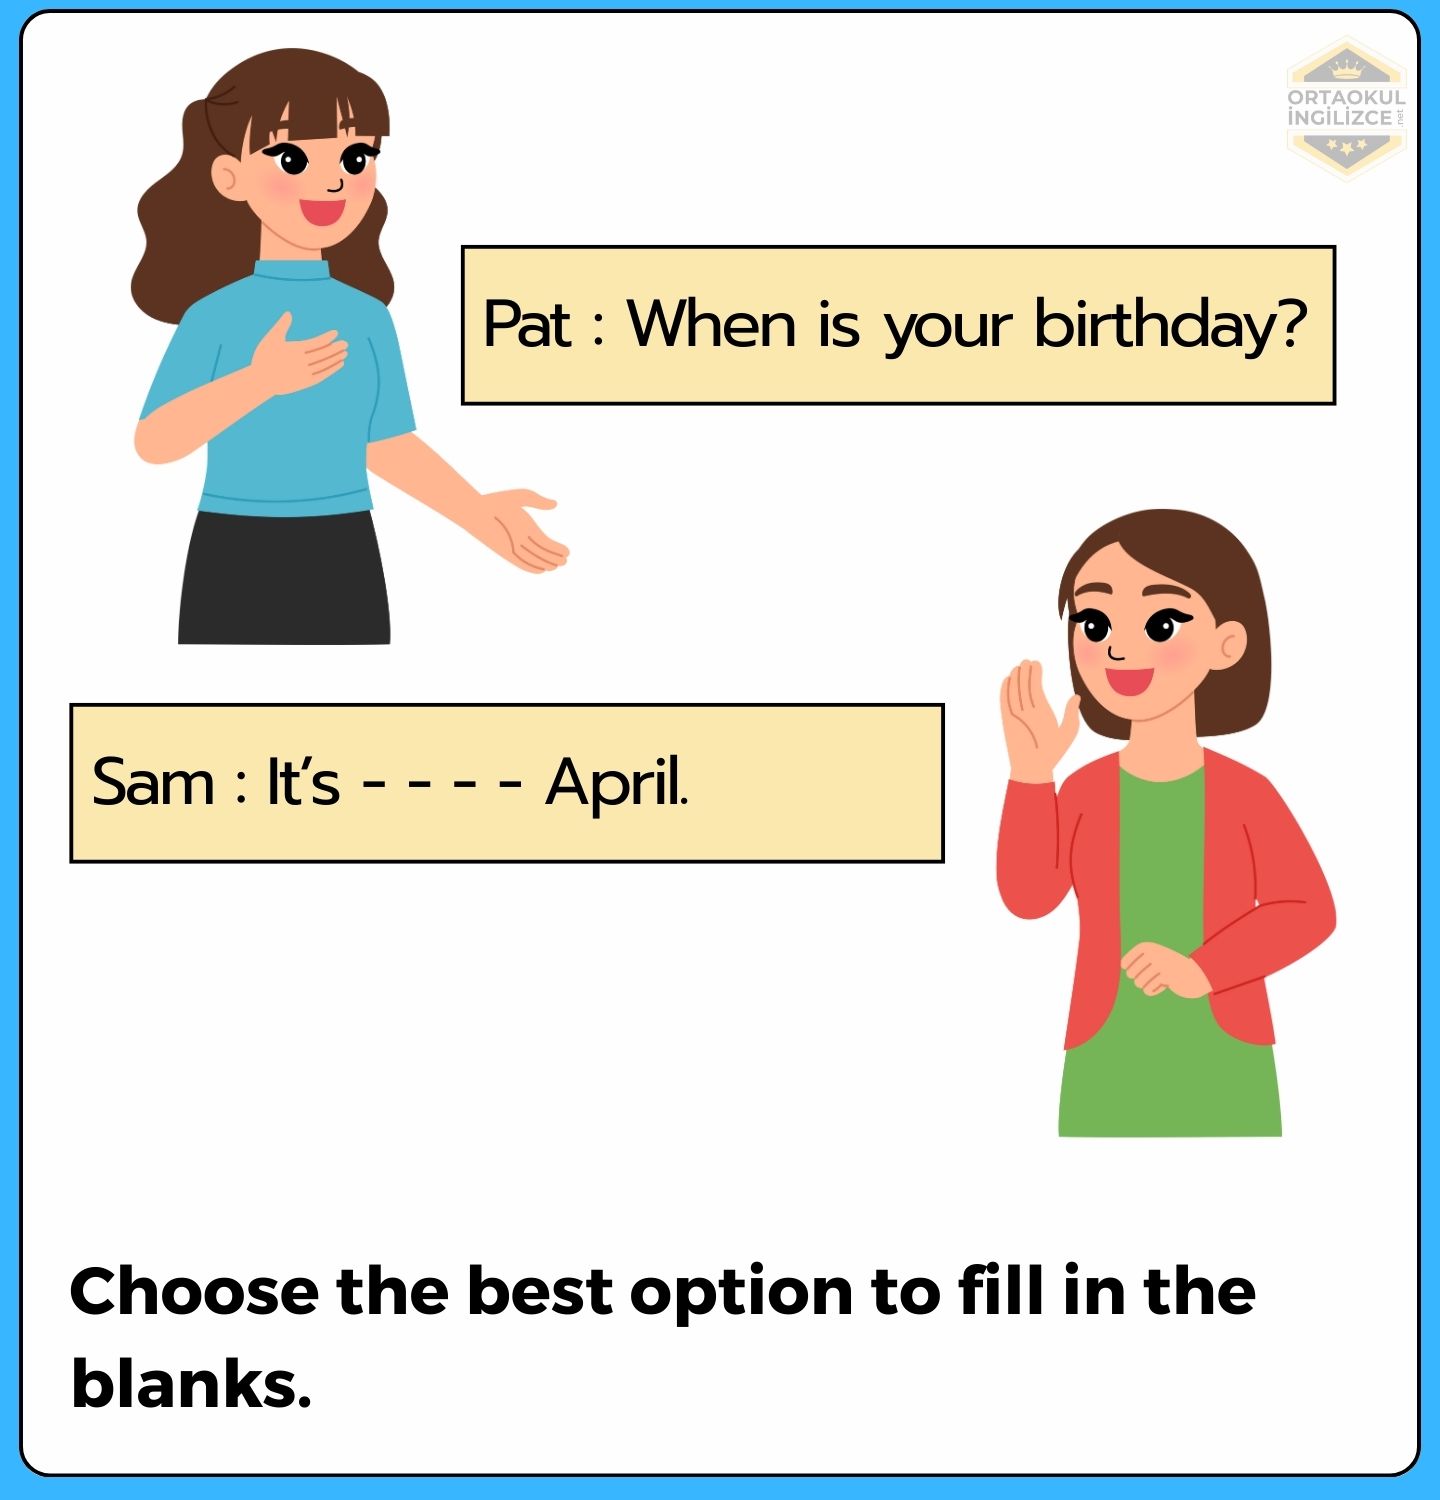 ORTAOKUL
İNGİLİZCE .net
Pat : When is your birthday?
Sam : It's - - - - April.
Choose the best option to fill in the
blanks.